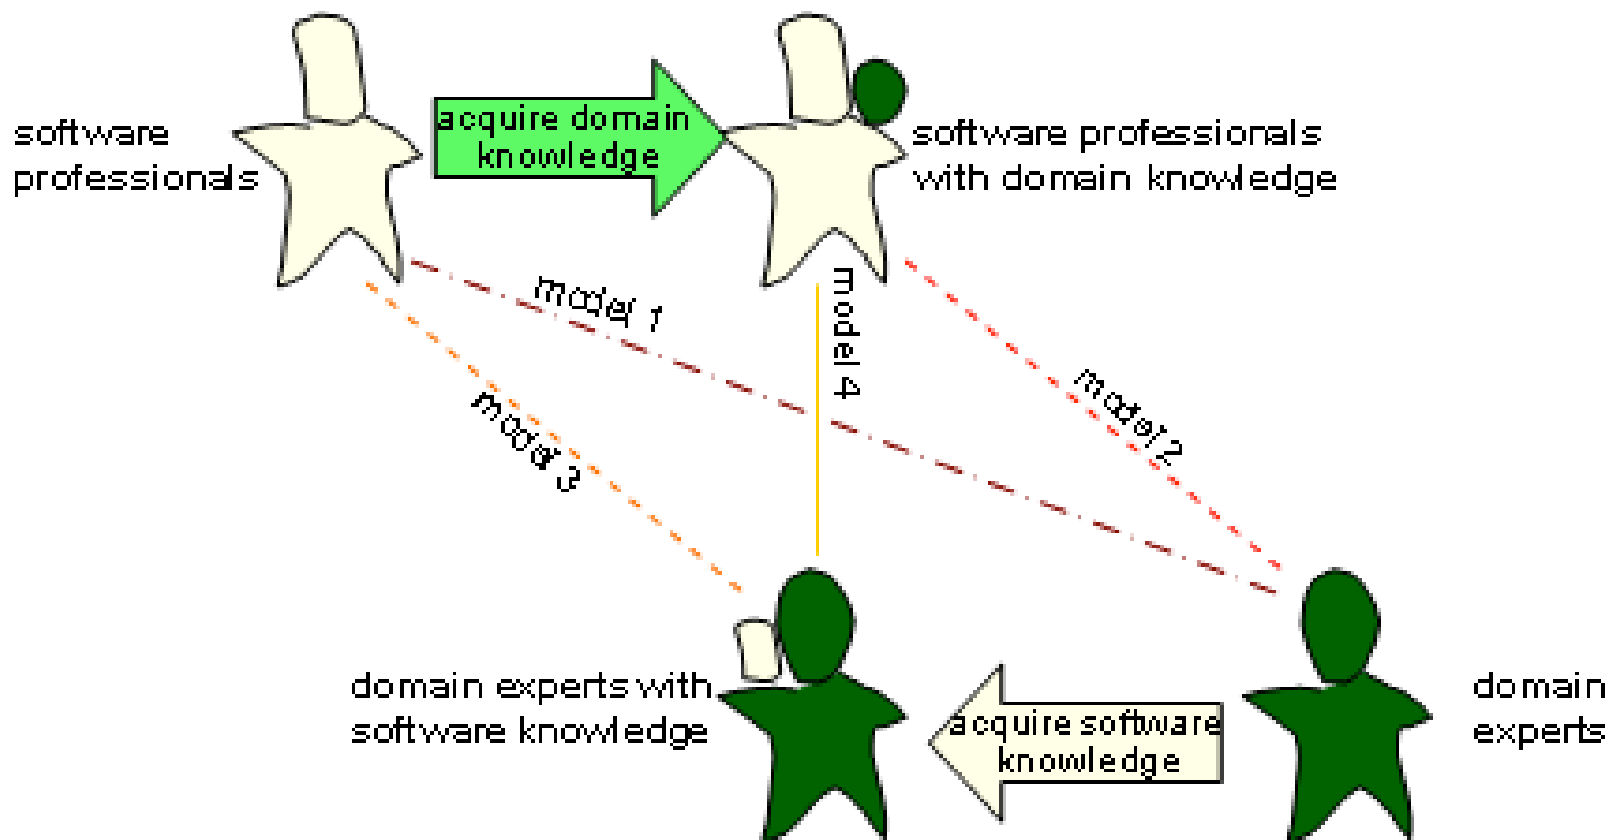 software
professionals
acquire domain
knowledge
software professionals
with domain knowledge
model 1
model 4
model 2
model 3
domain experts with
software knowledge
acquire software
knowledge
domain
experts